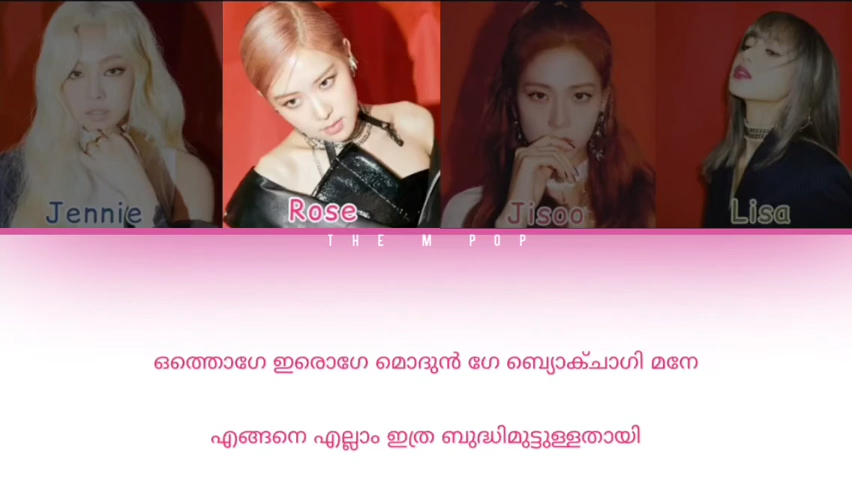 Jennie
Rose
Jisoo
Lisa
THE M POP
ഒത്തൊഗേ ഇരൊഗേ മൊദുൻ ഗേ ബ്യൊക്ചാഗി മനേ
എങ്ങനെ എല്ലാം ഇത്ര ബുദ്ധിമുട്ടുള്ളതായി